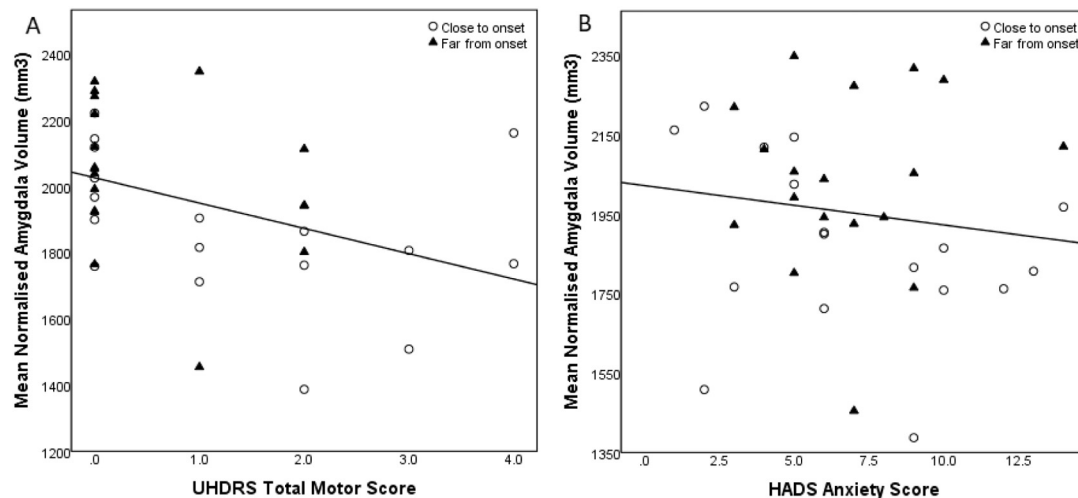 A
Close to onset
Far from onset
Mean Normalised Amygdala Volume (mm3)
2400
2200
2000
1800
1600
1400
1200
.0 1.0 2.0 3.0 4.0
UHDRS Total Motor Score
B
Close to onset
Far from onset
Mean Normalised Amygdala Volume (mm3)
2350
2150
1950
1750
1550
1350
.0 2.5 5.0 7.5 10.0 12.5
HADS Anxiety Score